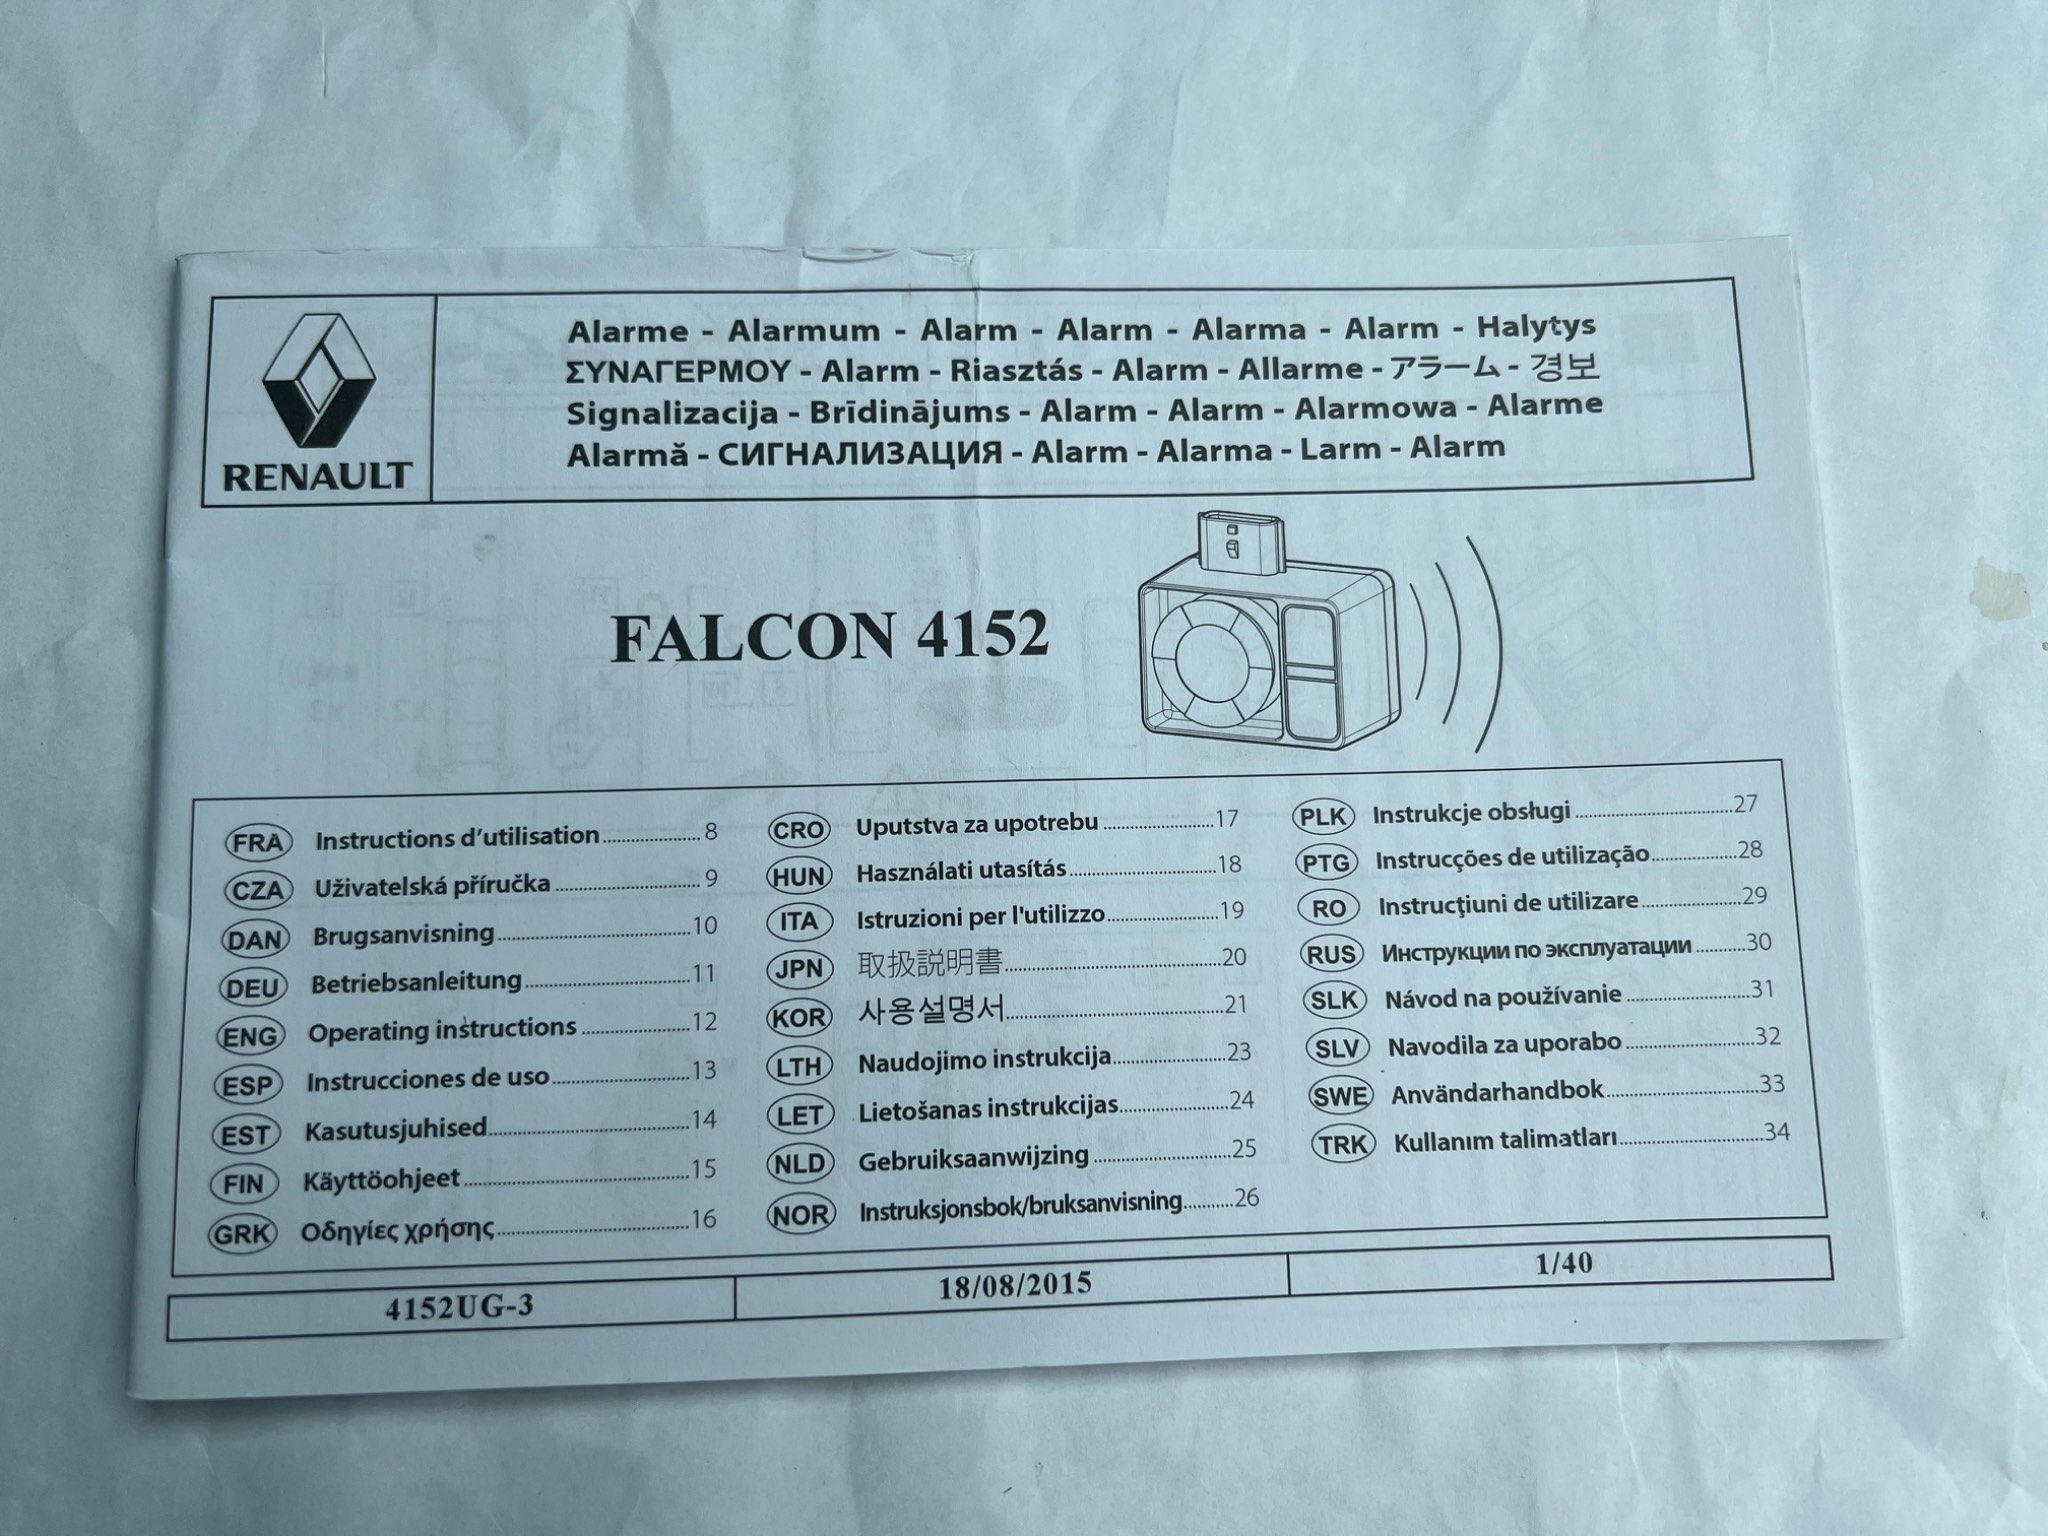 RENAULT
Alarme - Alarmum - Alarm - Alarm - Alarma - Alarm - Halytys
ΣΥΝΑΓΕΡΜΟΥ - Alarm - Riasztás - Alarm - Allarme - アラーム - 경보
Signalizacija - Brīdinājums - Alarm - Alarm - Alarmowa - Alarme
Alarmă - СИГНАЛИЗАЦИЯ - Alarm - Alarma - Larm - Alarm
FALCON 4152
FRA Instructions d'utilisation 8
CZA Uživatelská příručka 9
DAN Brugsanvisning 10
DEU Betriebsanleitung 11
ENG Operating instructions 12
ESP Instrucciones de uso 13
EST Kasutusjuhised 14
FIN Käyttöohjeet 15
GRK Οδηγίες χρήσης 16
CRO Uputstva za upotrebu 17
HUN Használati utasítás 18
ITA Istruzioni per l'utilizzo 19
JPN 取扱説明書 20
KOR 사용설명서 21
LTH Naudojimo instrukcija 23
LET Lietošanas instrukcijas 24
NLD Gebruiksaanwijzing 25
NOR Instruksjonsbok/bruksanvisning 26
PLK Instrukcje obsługi 27
PTG Instrucções de utilização 28
RO Instrucţiuni de utilizare 29
RUS Инструкции по эксплуатации 30
SLK Návod na používanie 31
SLV Navodila za uporabo 32
SWE Användarhandbok 33
TRK Kullanım talimatları 34
4152UG-3
18/08/2015
1/40